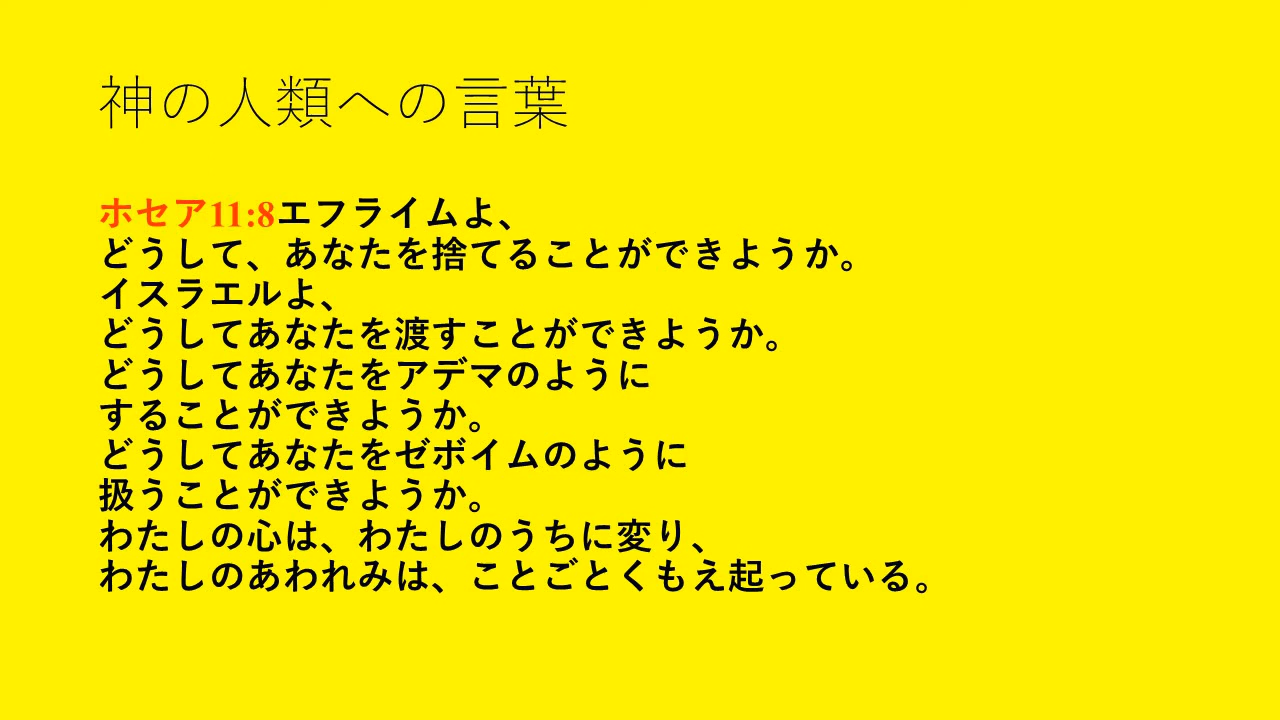 神の人類への言葉
ホセア11:8エフライムよ、
どうして、あなたを捨てることができようか。
イスラエルよ、
どうしてあなたを渡すことができようか。
どうしてあなたをアデマのように
することができようか。
どうしてあなたをゼボイムのように
扱うことができようか。
わたしの心は、わたしのうちに変り、
わたしのあわれみは、ことごとくもえ起っている。